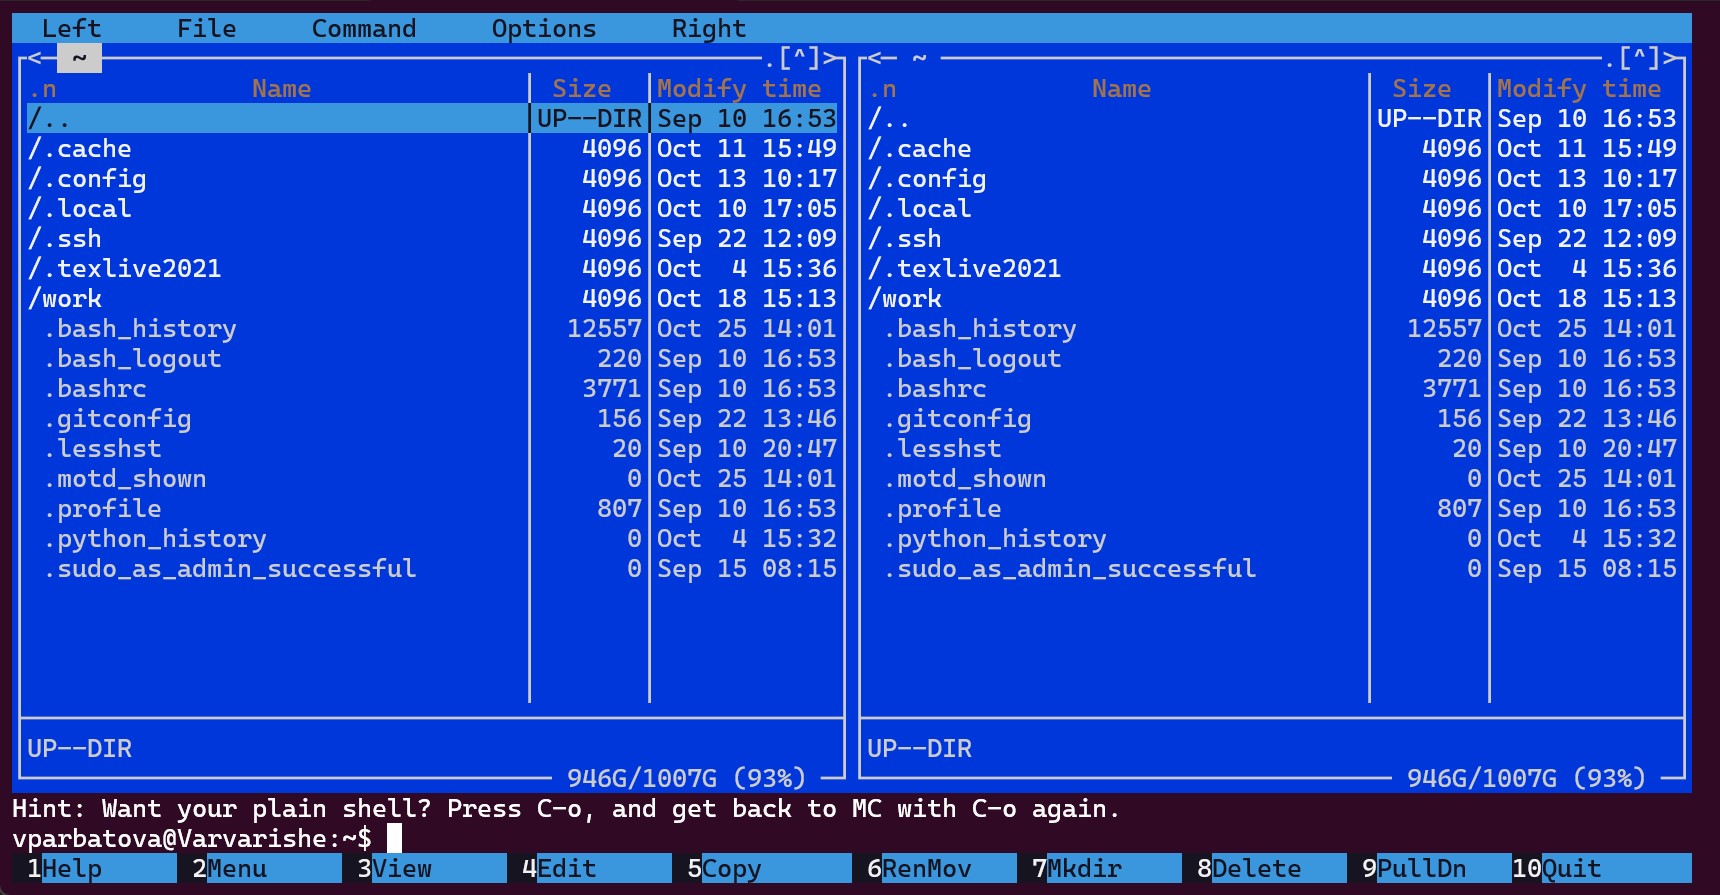 Left File Command Options Right
<─ ~ ─.[^]>
.n Name Size Modify time
/.. UP--DIR Sep 10 16:53
/.cache 4096 Oct 11 15:49
/.config 4096 Oct 13 10:17
/.local 4096 Oct 10 17:05
/.ssh 4096 Sep 22 12:09
/.texlive2021 4096 Oct 4 15:36
/work 4096 Oct 18 15:13
.bash_history 12557 Oct 25 14:01
.bash_logout 220 Sep 10 16:53
.bashrc 3771 Sep 10 16:53
.gitconfig 156 Sep 22 13:46
.lesshst 20 Sep 10 20:47
.motd_shown 0 Oct 25 14:01
.profile 807 Sep 10 16:53
.python_history 0 Oct 4 15:32
.sudo_as_admin_successful 0 Sep 15 08:15
UP--DIR
946G/1007G (93%)
<─ ~ ─.[^]>
.n Name Size Modify time
/.. UP--DIR Sep 10 16:53
/.cache 4096 Oct 11 15:49
/.config 4096 Oct 13 10:17
/.local 4096 Oct 10 17:05
/.ssh 4096 Sep 22 12:09
/.texlive2021 4096 Oct 4 15:36
/work 4096 Oct 18 15:13
.bash_history 12557 Oct 25 14:01
.bash_logout 220 Sep 10 16:53
.bashrc 3771 Sep 10 16:53
.gitconfig 156 Sep 22 13:46
.lesshst 20 Sep 10 20:47
.motd_shown 0 Oct 25 14:01
.profile 807 Sep 10 16:53
.python_history 0 Oct 4 15:32
.sudo_as_admin_successful 0 Sep 15 08:15
UP--DIR
946G/1007G (93%)
Hint: Want your plain shell? Press C-o, and get back to MC with C-o again.
vparbatova@Varvarishe:~$
1Help 2Menu 3View 4Edit 5Copy 6RenMov 7Mkdir 8Delete 9PullDn 10Quit